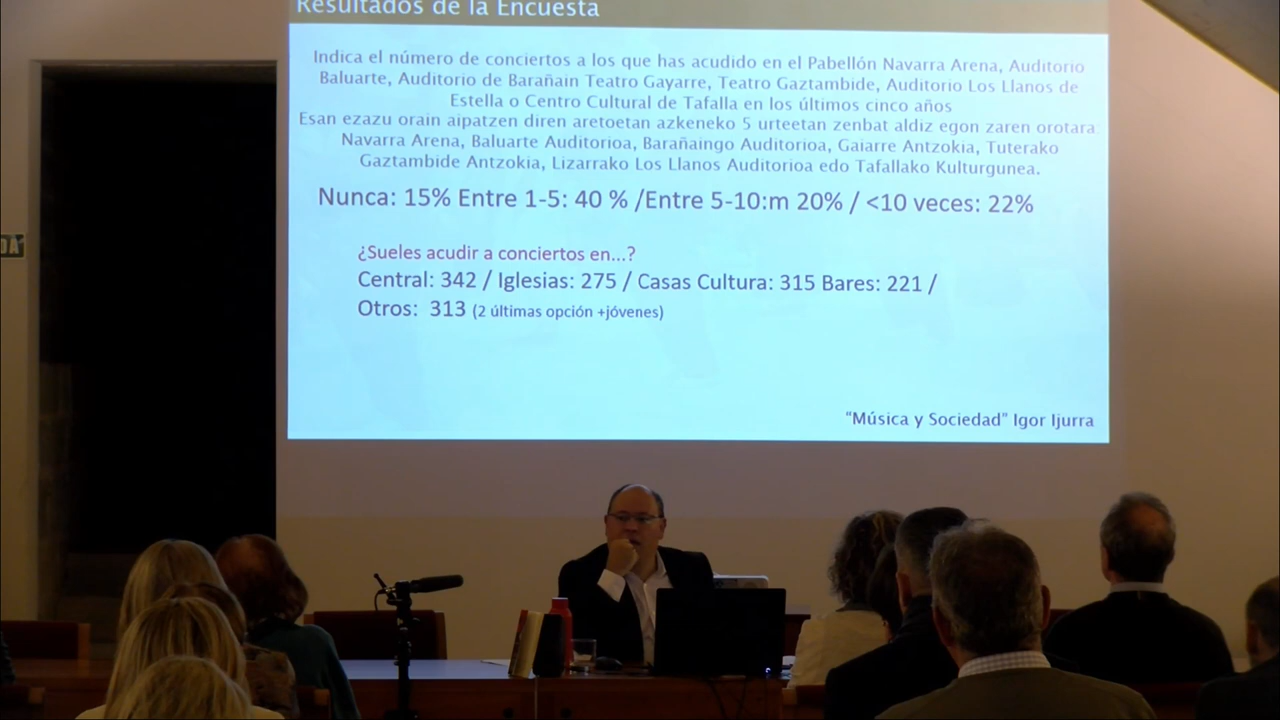 Resultados de la Encuesta
Indica el número de conciertos a los que has acudido en el Pabellón Navarra Arena, Auditorio
Baluarte, Auditorio de Barañain Teatro Gayarre, Teatro Gaztambide, Auditorio Los Llanos de
Estella o Centro Cultural de Tafalla en los últimos cinco años
Esan ezazu orain aipatzen diren aretoetan azkeneko 5 urteetan zenbat aldiz egon zaren orotara:
Navarra Arena, Baluarte Auditorioa, Barañaingo Auditorioa, Gaiarre Antzokia, Tuterako
Gaztambide Antzokia, Lizarrako Los Llanos Auditorioa edo Tafallako Kulturgunea.
Nunca: 15% Entre 1-5: 40 % /Entre 5-10:m 20% / <10 veces: 22%
¿Sueles acudir a conciertos en...?
Central: 342 / Iglesias: 275 / Casas Cultura: 315 Bares: 221 /
Otros: 313 (2 últimas opción +jóvenes)
"Música y Sociedad" Igor Ijurra